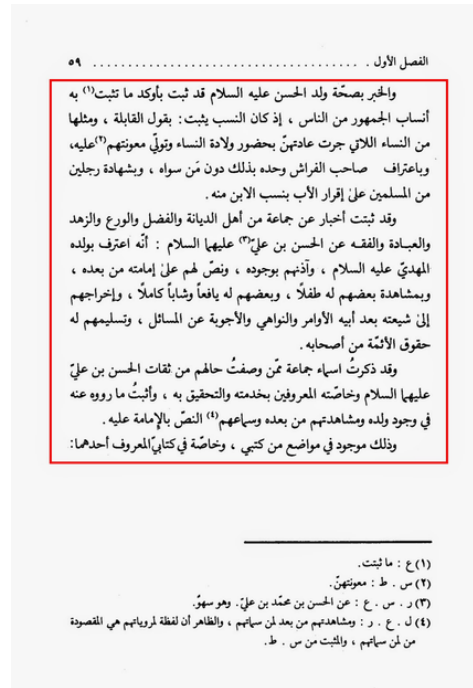 الفصل الأول . . . . . . . . . . . . . . . . . . . . . . . . . . . . . . . . . . . . . . . ٥٩
والخبر بصحّة ولد الحسن عليه السلام قد ثبت بأوكد ما تثبت(١) به
أنساب الجمهور من الناس ، إذ كان النسب يثبت : بقول القابلة ، ومثلها
من النساء اللاتي جرت عادتهنّ بحضور ولادة النساء وتولّي معونتهم(٢)عليه،
وباعتراف صاحب الفراش وحده بذلك دون مَن سواه ، وبشهادة رجلين
من المسلمين علىٰ إقرار الأب بنسب الابن منه .
وقد ثبتت أخبار عن جماعة من أهل الديانة والفضل والورع والزهد
والعبادة والفقه عن الحسن بن عليّ(٣) عليهما السلام : أنّه اعترف بولده
المهديّ عليه السلام ، وآذنهم بوجوده ، ونصّ لهم علىٰ إمامته من بعده ،
وبمشاهدة بعضهم له طفلًا ، وبعضهم له يافعاً وشاباً كاملًا ، وإخراجهم
إلىٰ شيعته بعد أبيه الأوامر والنواهي والأجوبة عن المسائل ، وتسليمهم له
حقوق الأئمّة من أصحابه .
وقد ذكرتُ أسماء جماعة ممّن وصفتُ حالهم من ثقات الحسن بن عليّ
عليهما السلام وخاصّته المعروفين بخدمته والتحقيق به ، وأثبتُ ما رووه عنه
في وجود ولده ومشاهدتهم من بعده وسماعهم(٤) النصّ بالإمامة عليه .
وذلك موجود في مواضع من كتبي ، وخاصّة في كتابيّ المعروف أحدهما:
(١) ع : ما ثبتت .
(٢) س . ط : معونتهنّ .
(٣) ر . س . ع : عن الحسن بن محمّد بن عليّ . وهو سهوٌ .
(٤) ل . ع . ر : ومشاهدتهم من بعد لمن سماتهم ، والظاهر أن لفظة لمروياتهم هي المقصودة
من لمن سماتهم ، والمثبت من س . ط .